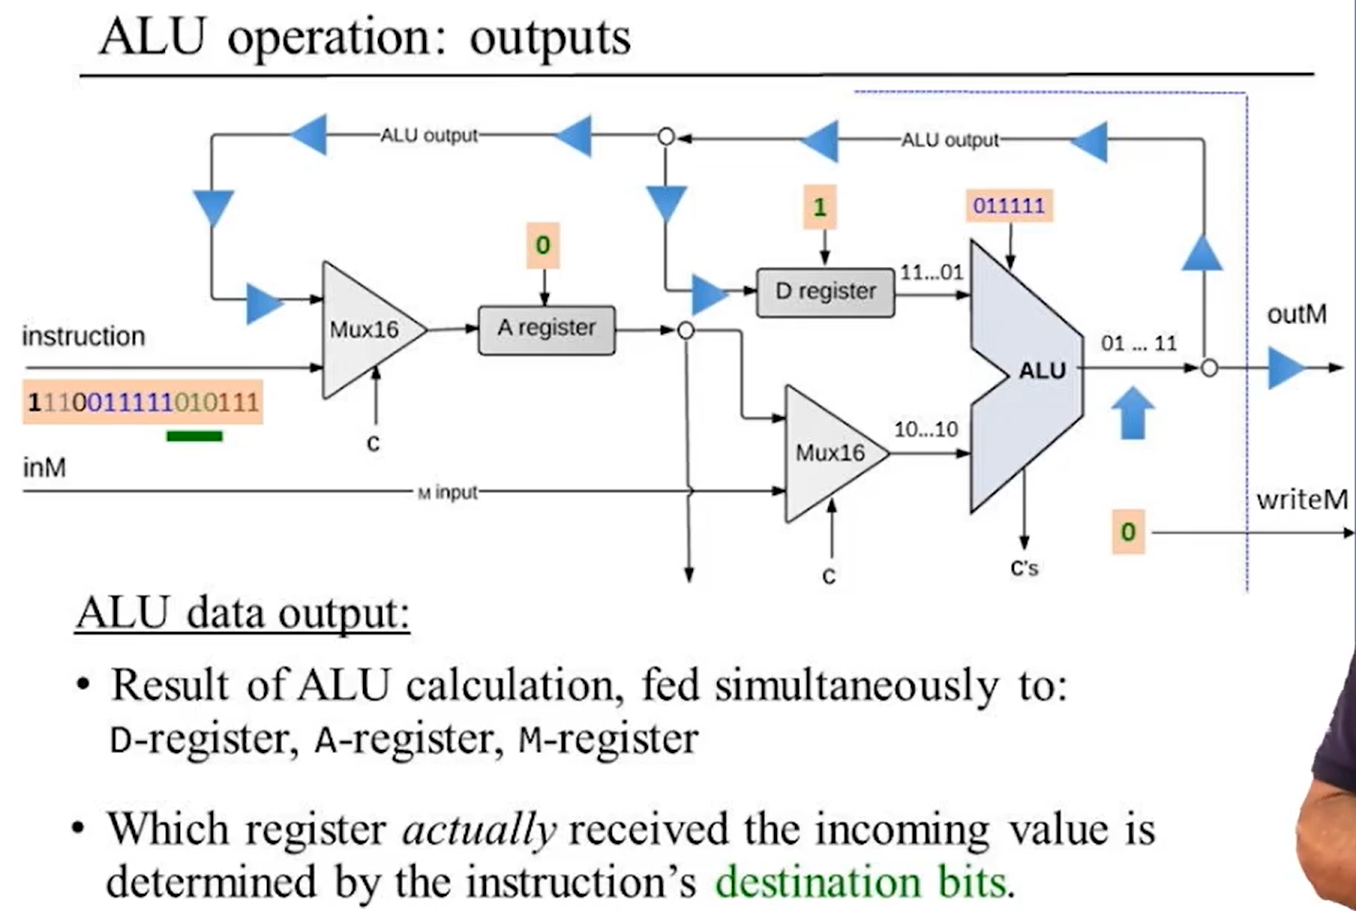 ALU operation: outputs
ALU output
ALU output
1
011111
0
11...01
D register
Mux16
A register
instruction
outM
01 ... 11
ALU
1110011111010111
10...10
Mux16
C
inM
M input
writeM
0
C
C's
ALU data output:
• Result of ALU calculation, fed simultaneously to:
D-register, A-register, M-register
• Which register actually received the incoming value is
determined by the instruction’s destination bits.